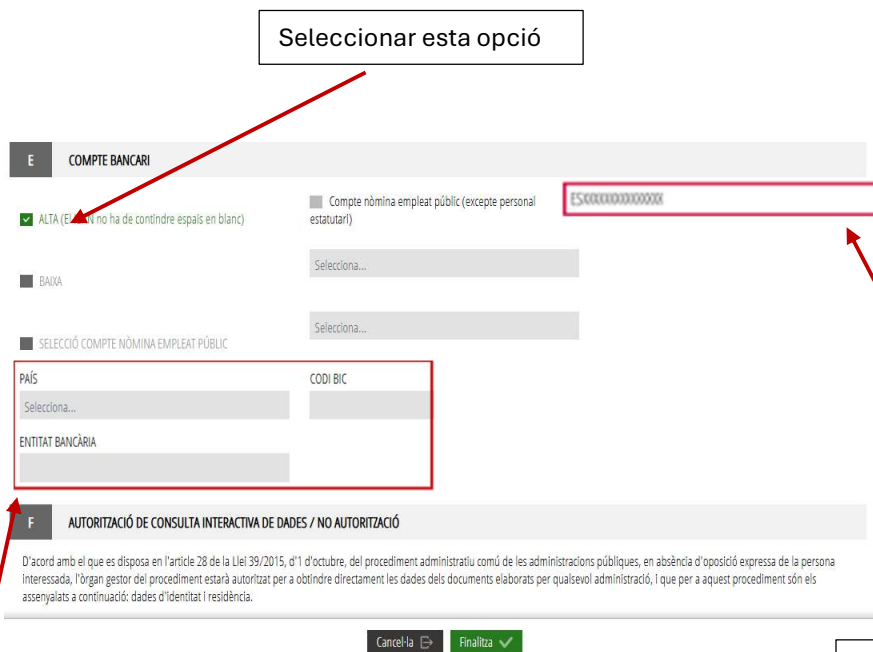 Seleccionar esta opció
E COMPTE BANCARI
ALTA (El no ha de contindre espais en blanc)
Compte nòmina empleat públic (excepte personal
estatutari)
BAIXA
Selecciona...
SELECCIÓ COMPTE NÒMINA EMPLEAT PÚBLIC
Selecciona...
PAÍS
Selecciona...
CODI BIC
ENTITAT BANCÀRIA
F AUTORITZACIÓ DE CONSULTA INTERACTIVA DE DADES / NO AUTORITZACIÓ
D'acord amb el que es disposa en l'article 28 de la Llei 39/2015, d'1 d'octubre, del procediment administratiu comú de les administracions públiques, en absència d'oposició expressa de la persona
interessada, l'òrgan gestor del procediment estarà autoritzat per a obtindre directament les dades dels documents elaborats per qualsevol administració, i que per a aquest procediment són els
assenyalats a continuació: dades d'identitat i residència.
Cancel·la
Finalitza